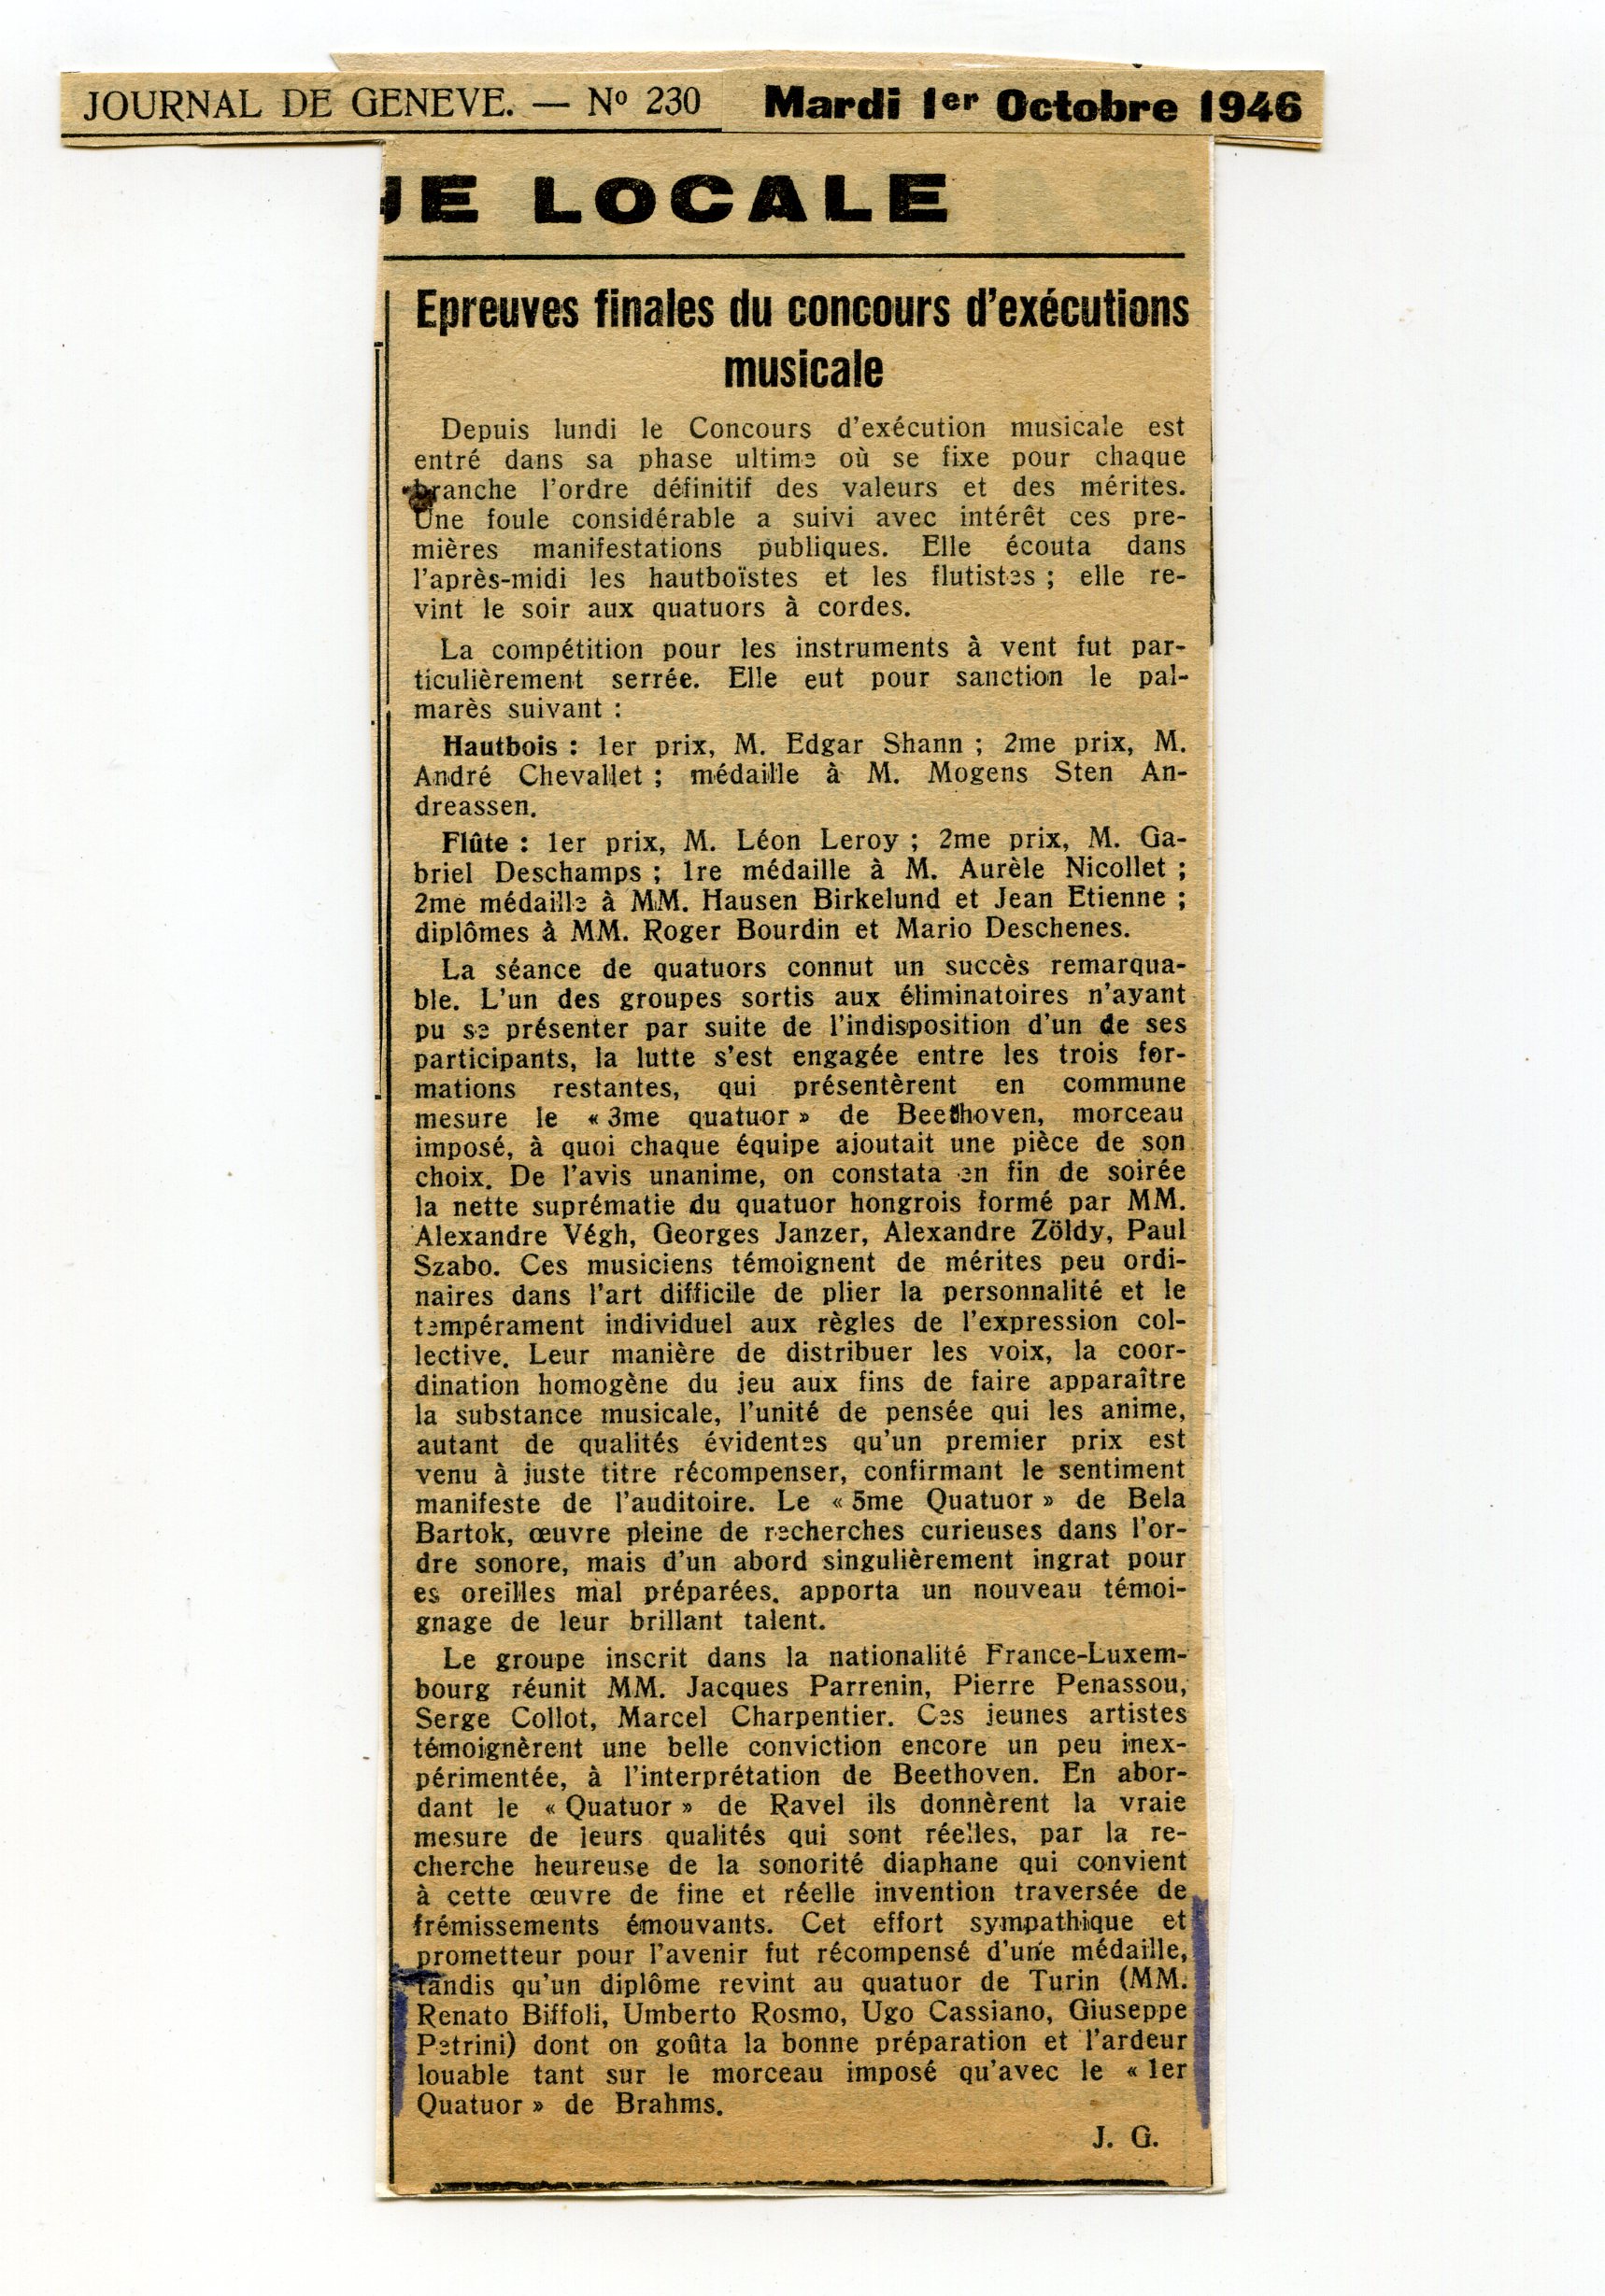 JOURNAL DE GENEVE. — No 230 Mardi 1er Octobre 1946
UE LOCALE
Epreuves finales du concours d'exécutions
musicale
Depuis lundi le Concours d'exécution musicale est
entré dans sa phase ultime où se fixe pour chaque
branche l'ordre définitif des valeurs et des mérites.
Une foule considérable a suivi avec intérêt ces pre-
mières manifestations publiques. Elle écouta dans
l'après-midi les hautboïstes et les flutistes ; elle re-
vint le soir aux quatuors à cordes.
La compétition pour les instruments à vent fut par-
ticulièrement serrée. Elle eut pour sanction le pal-
marès suivant :
Hautbois : 1er prix, M. Edgar Shann ; 2me prix, M.
André Chevallet ; médaille à M. Mogens Sten An-
dreassen.
Flûte : 1er prix, M. Léon Leroy ; 2me prix, M. Ga-
briel Deschamps ; 1re médaille à M. Aurèle Nicollet ;
2me médaille à MM. Hausen Birkelund et Jean Etienne ;
diplômes à MM. Roger Bourdin et Mario Deschenes.
La séance de quatuors connut un succès remarqua-
ble. L'un des groupes sortis aux éliminatoires n'ayant
pu se présenter par suite de l'indisposition d'un de ses
participants, la lutte s'est engagée entre les trois for-
mations restantes, qui présentèrent en commune
mesure le « 3me quatuor » de Beethoven, morceau
imposé, à quoi chaque équipe ajoutait une pièce de son
choix. De l'avis unanime, on constata en fin de soirée
la nette suprématie du quatuor hongrois formé par MM.
Alexandre Végh, Georges Janzer, Alexandre Zöldy, Paul
Szabo. Ces musiciens témoignent de mérites peu ordi-
naires dans l'art difficile de plier la personnalité et le
tempérament individuel aux règles de l'expression col-
lective. Leur manière de distribuer les voix, la coor-
dination homogène du jeu aux fins de faire apparaître
la substance musicale, l'unité de pensée qui les anime,
autant de qualités évidentes qu'un premier prix est
venu à juste titre récompenser, confirmant le sentiment
manifeste de l'auditoire. Le « 5me Quatuor » de Bela
Bartok, œuvre pleine de recherches curieuses dans l'or-
dre sonore, mais d'un abord singulièrement ingrat pour
es oreilles mal préparées, apporta un nouveau témoi-
gnage de leur brillant talent.
Le groupe inscrit dans la nationalité France-Luxem-
bourg réunit MM. Jacques Parrenin, Pierre Penassou,
Serge Collot, Marcel Charpentier. Ces jeunes artistes
témoignèrent une belle conviction encore un peu inex-
périmentée, à l'interprétation de Beethoven. En abor-
dant le « Quatuor » de Ravel ils donnèrent la vraie
mesure de leurs qualités qui sont réelles, par la re-
cherche heureuse de la sonorité diaphane qui convient
à cette œuvre de fine et réelle invention traversée de
frémissements émouvants. Cet effort sympathique et
prometteur pour l'avenir fut récompensé d'une médaille,
tandis qu'un diplôme revint au quatuor de Turin (MM.
Renato Biffoli, Umberto Rosmo, Ugo Cassiano, Giuseppe
Petrini) dont on goûta la bonne préparation et l'ardeur
louable tant sur le morceau imposé qu'avec le « 1er
Quatuor » de Brahms.
J. G.